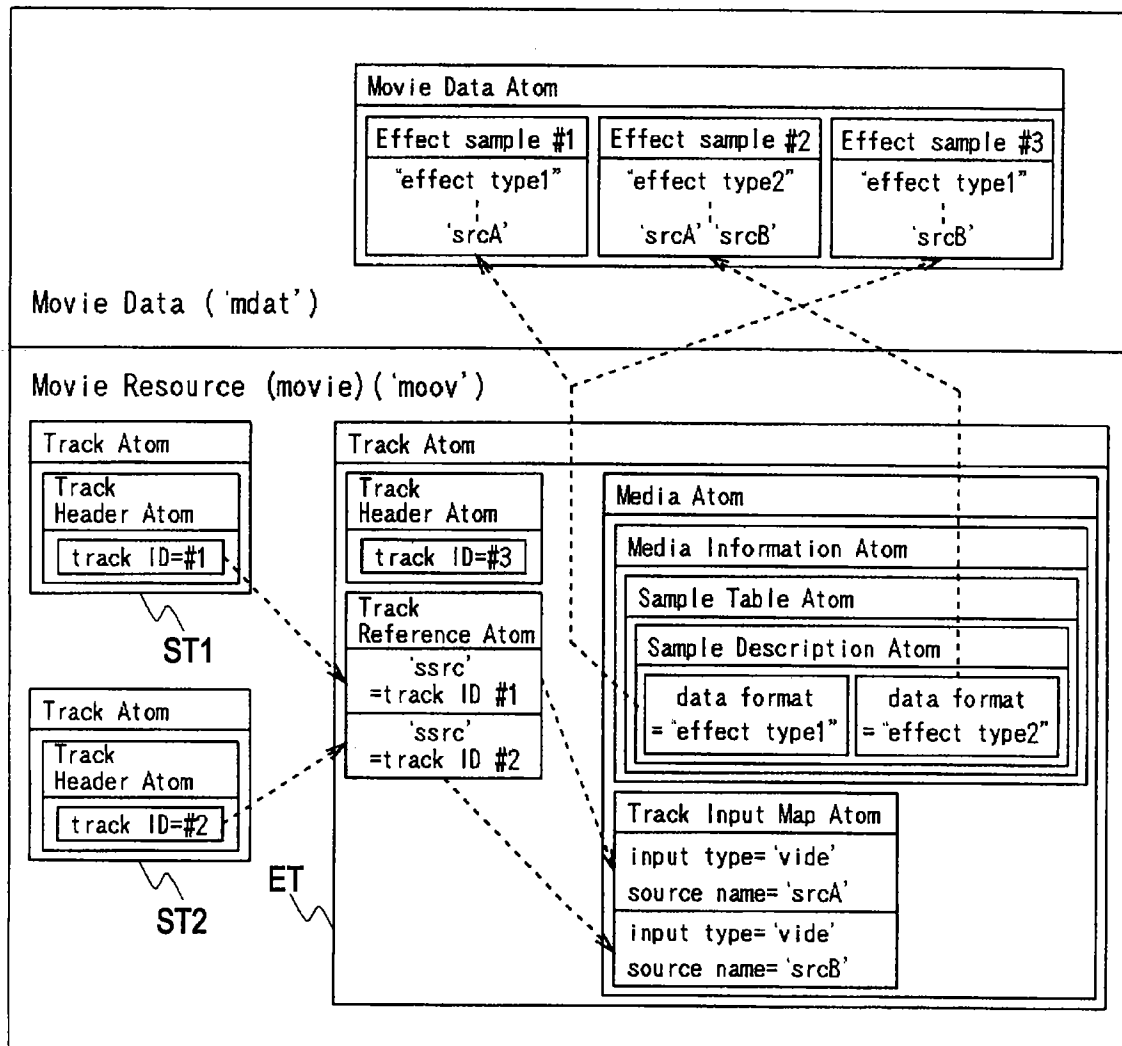 Movie Data Atom
Effect sample #1
"effect type1"
'srcA'
Effect sample #2
"effect type2"
'srcA' 'srcB'
Effect sample #3
"effect type1"
'srcB'
Movie Data ('mdat')
Movie Resource (movie)('moov')
Track Atom
Track
Header Atom
track ID=#1
ST1
Track Atom
Track
Header Atom
track ID=#2
ST2
Track Atom
Track
Header Atom
track ID=#3
Track
Reference Atom
'ssrc'
=track ID #1
'ssrc'
=track ID #2
ET
Media Atom
Media Information Atom
Sample Table Atom
Sample Description Atom
data format
="effect type1"
data format
="effect type2"
Track Input Map Atom
input type='vide'
source name='srcA'
input type='vide'
source name='srcB'